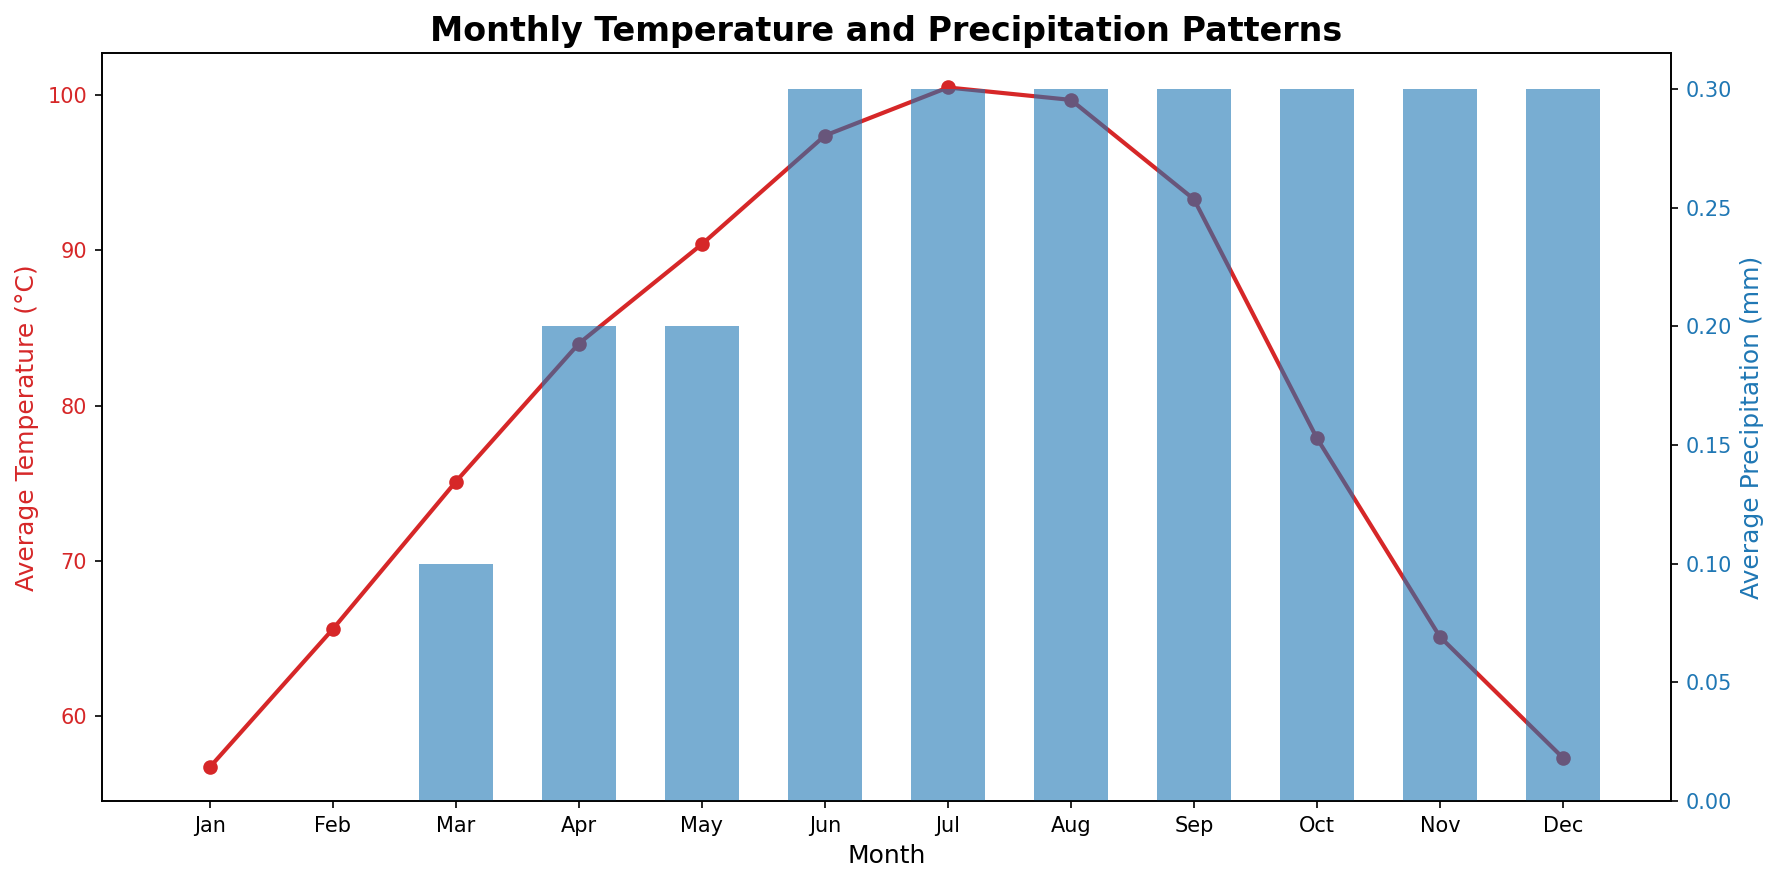 Monthly Temperature and Precipitation Patterns
Average Temperature (°C)
100
90
80
70
60
Jan Feb Mar Apr May Jun Jul Aug Sep Oct Nov Dec
Month
0.30
0.25
0.20
0.15
0.10
0.05
0.00
Average Precipitation (mm)